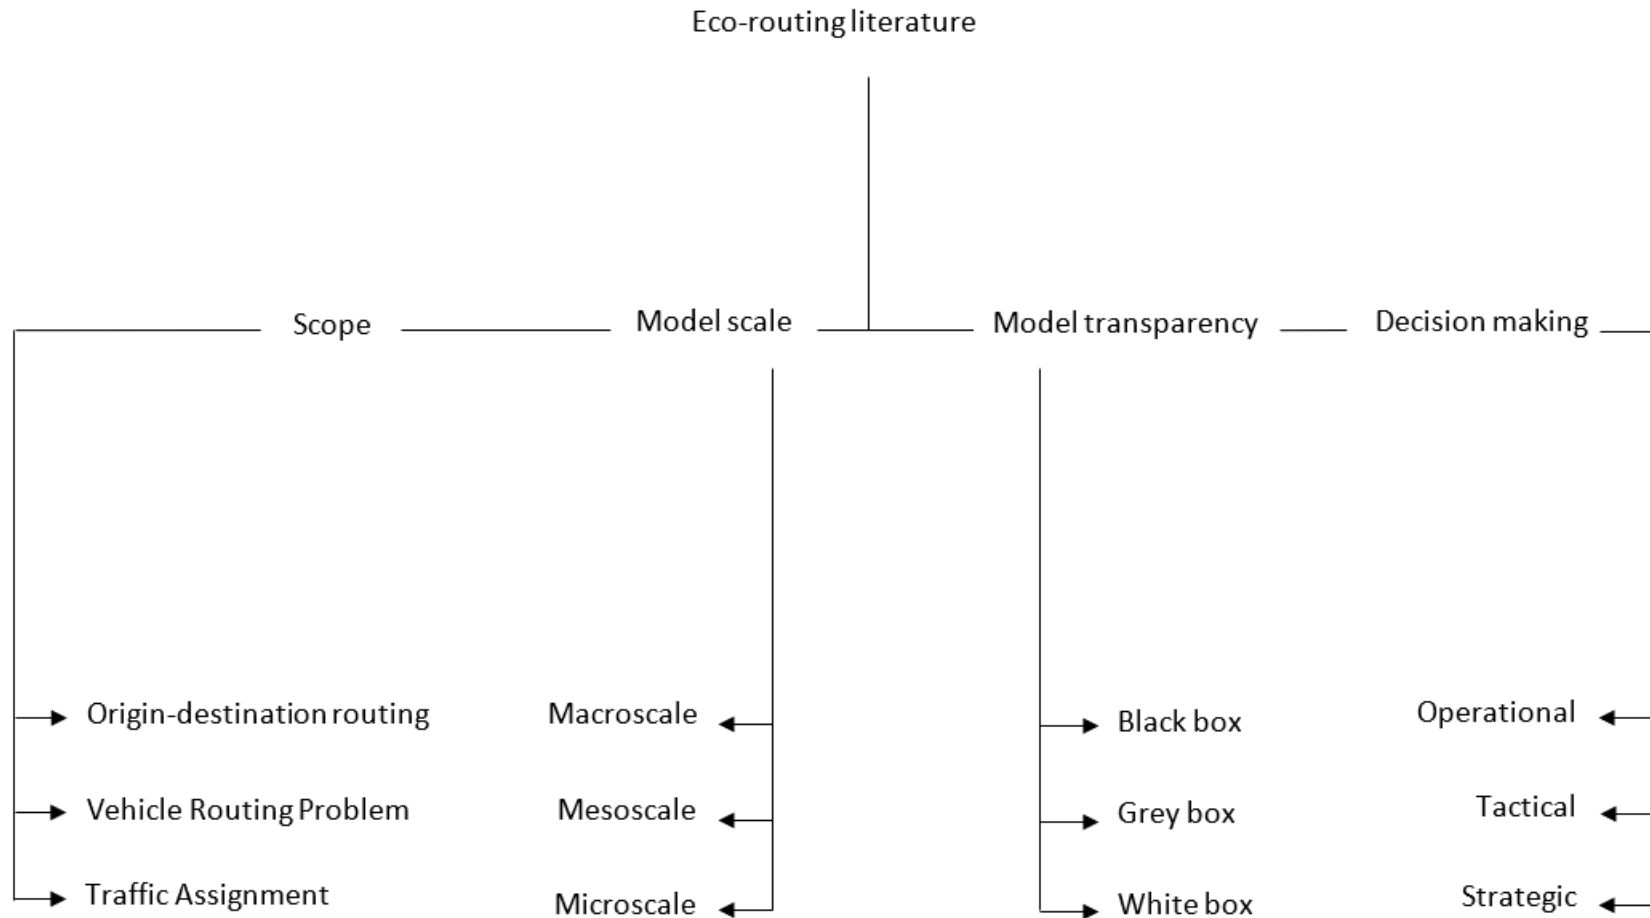 Eco-routing literature
Scope
Model scale
Model transparency
Decision making
Origin-destination routing
Vehicle Routing Problem
Traffic Assignment
Macroscale
Mesoscale
Microscale
Black box
Grey box
White box
Operational
Tactical
Strategic